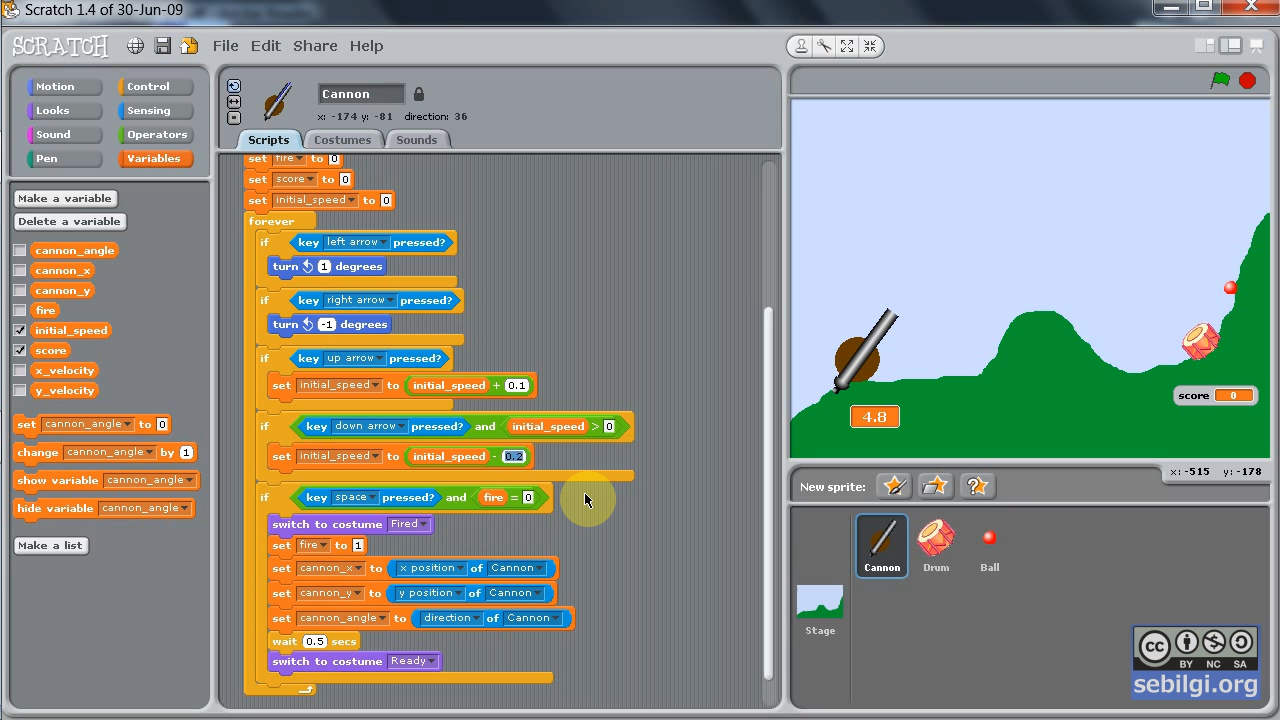 Scratch 1.4 of 30-Jun-09
SCRATCH File Edit Share Help
Motion Control
Looks Sensing
Sound Operators
Pen Variables
Make a variable
Delete a variable
cannon_angle
cannon_x
cannon_y
fire
initial_speed
score
x_velocity
y_velocity
set cannon_angle to 0
change cannon_angle by 1
show variable cannon_angle
hide variable cannon_angle
Make a list
Cannon
x: -174 y: -81 direction: 36
Scripts Costumes Sounds
set fire to 0
set score to 0
set initial_speed to 0
forever
if key left arrow pressed?
turn 1 degrees
if key right arrow pressed?
turn -1 degrees
if key up arrow pressed?
set initial_speed to initial_speed + 0.1
if key down arrow pressed? and initial_speed > 0
set initial_speed to initial_speed - 0.2
if key space pressed? and fire = 0
switch to costume Fired
set fire to 1
set cannon_x to x position of Cannon
set cannon_y to y position of Cannon
set cannon_angle to direction of Cannon
wait 0.5 secs
switch to costume Ready
score 0
4.8
x: -515 y: -178
New sprite:
Cannon Drum Ball
Stage
cc BY NC SA
sebilgi.org